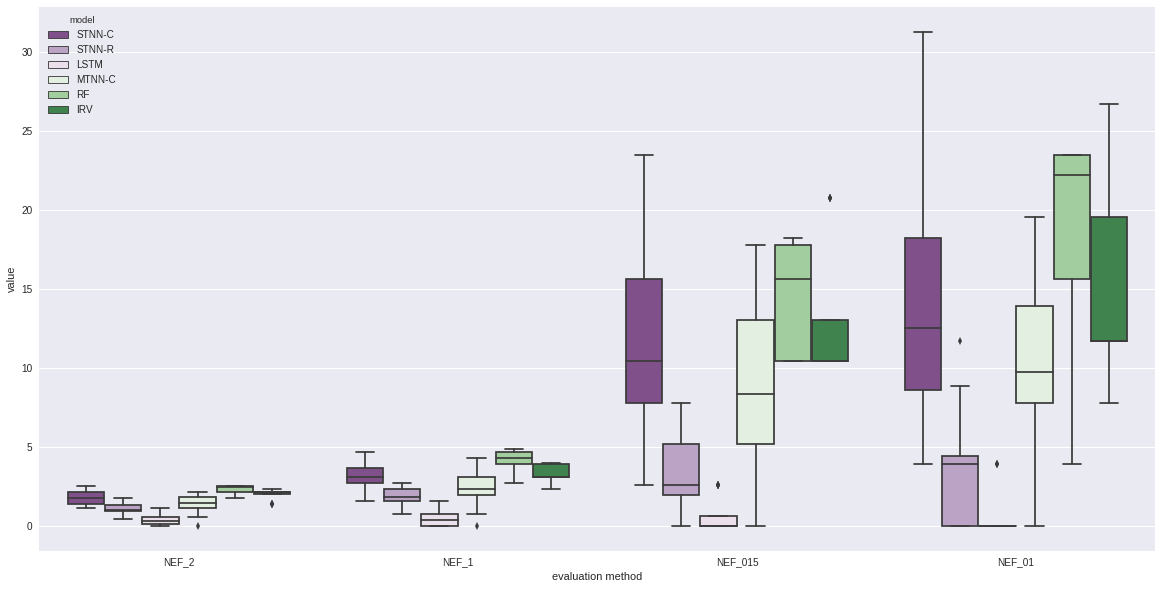 model
STNN-C
STNN-R
LSTM
MTNN-C
RF
IRV
30
25
20
15
10
5
0
value
NEF_2
NEF_1
NEF_015
NEF_01
evaluation method